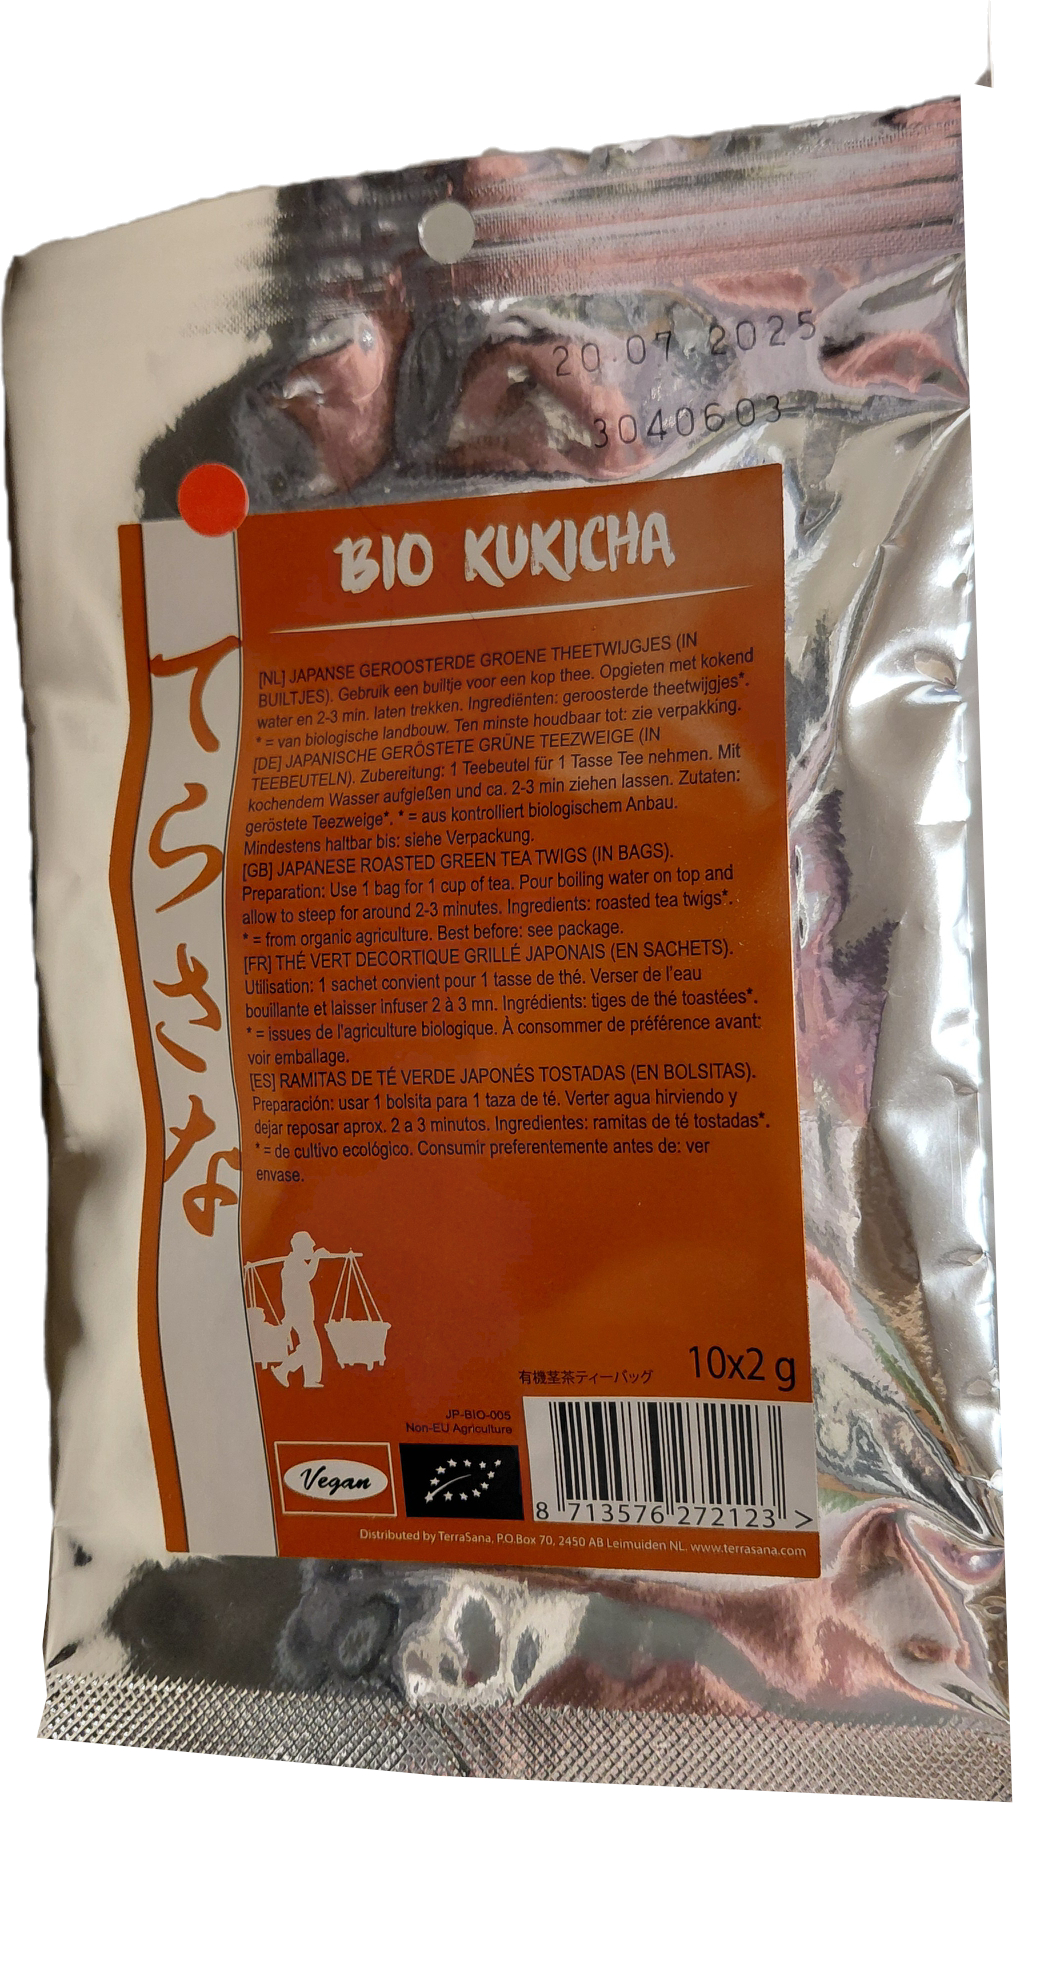 20.07.2025
3040603
BIO KUKICHA
てらさな
[NL] JAPANSE GEROOSTERDE GROENE THEETWIJGJES (IN
BUILTJES). Gebruik een builtje voor een kop thee. Opgieten met kokend
water en 2-3 min. laten trekken. Ingrediënten: geroosterde theetwijgjes*.
* = van biologische landbouw. Ten minste houdbaar tot: zie verpakking.
[DE] JAPANISCHE GERÖSTETE GRÜNE TEEZWEIGE (IN
TEEBEUTELN). Zubereitung: 1 Teebeutel für 1 Tasse Tee nehmen. Mit
kochendem Wasser aufgießen und ca. 2-3 min ziehen lassen. Zutaten:
geröstete Teezweige*. * = aus kontrolliert biologischem Anbau.
Mindestens haltbar bis: siehe Verpackung.
[GB] JAPANESE ROASTED GREEN TEA TWIGS (IN BAGS).
Preparation: Use 1 bag for 1 cup of tea. Pour boiling water on top and
allow to steep for around 2-3 minutes. Ingredients: roasted tea twigs*.
* = from organic agriculture. Best before: see package.
[FR] THÉ VERT DECORTIQUE GRILLÉ JAPONAIS (EN SACHETS).
Utilisation: 1 sachet convient pour 1 tasse de thé. Verser de l'eau
bouillante et laisser infuser 2 à 3 mn. Ingrédients: tiges de thé toastées*.
* = issues de l'agriculture biologique. À consommer de préférence avant:
voir emballage.
[ES] RAMITAS DE TÉ VERDE JAPONÉS TOSTADAS (EN BOLSITAS).
Preparación: usar 1 bolsita para 1 taza de té. Verter agua hirviendo y
dejar reposar aprox. 2 a 3 minutos. Ingredientes: ramitas de té tostadas*.
* = de cultivo ecológico. Consumir preferentemente antes de: ver
envase.
有機茎茶ティーバッグ 10x2 g
JP-BIO-005
Non-EU Agriculture
Vegan
8 713576 272123 >
Distributed by TerraSana, P.O.Box 70, 2450 AB Leimuiden NL. www.terrasana.com